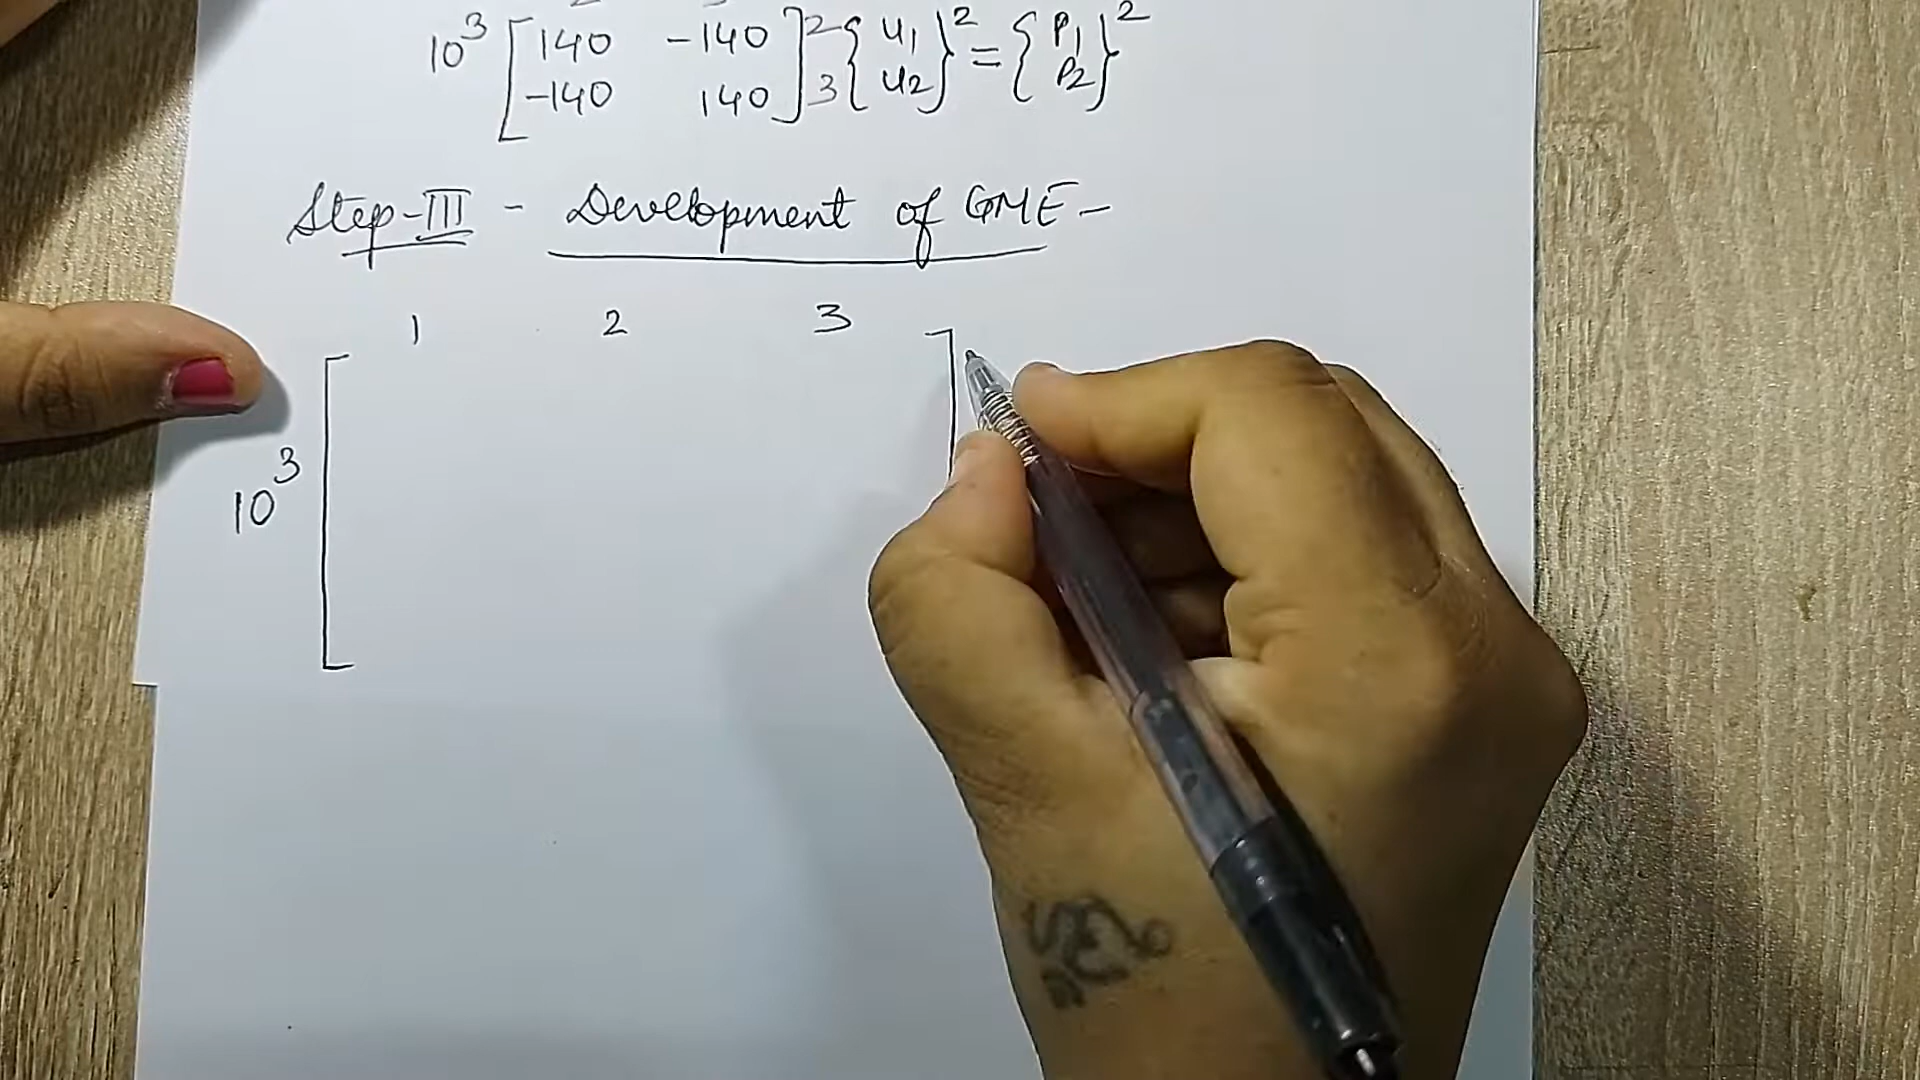 10³ [ 140 -140 ] 2 { u₁ }² = { P₁ }²
[ -140 140 ] 3 { u₂ } { P₂ }
Step-III - Development of GME -
1 2 3
10³ [ ]